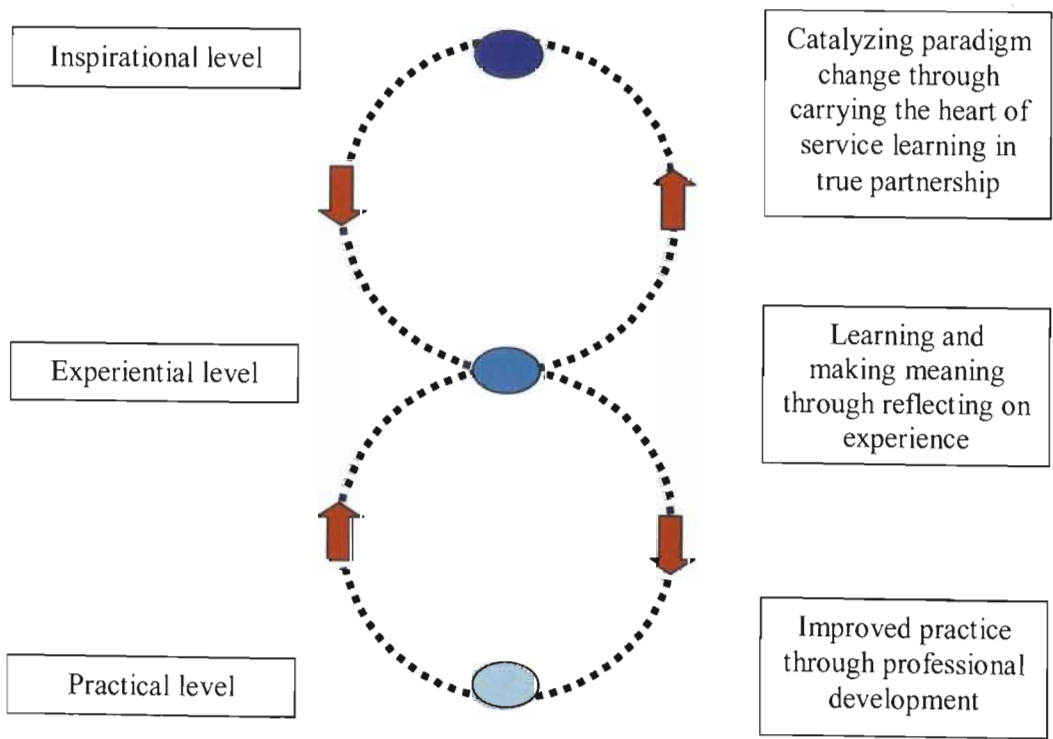 Inspirational level
Catalyzing paradigm
change through
carrying the heart of
service learning in
true partnership
Experiential level
Learning and
making meaning
through reflecting on
experience
Practical level
Improved practice
through professional
development